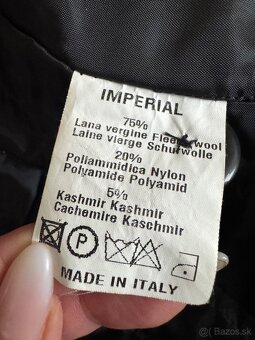 IMPERIAL
75%
Lana vergine Fleece wool
Laine vierge Schurwolle
20%
Poliammidica Nylon
Polyamide Polyamid
5%
Kashmir Kashmir
Cachemire Kaschmir
P
MADE IN ITALY
Bazos.sk